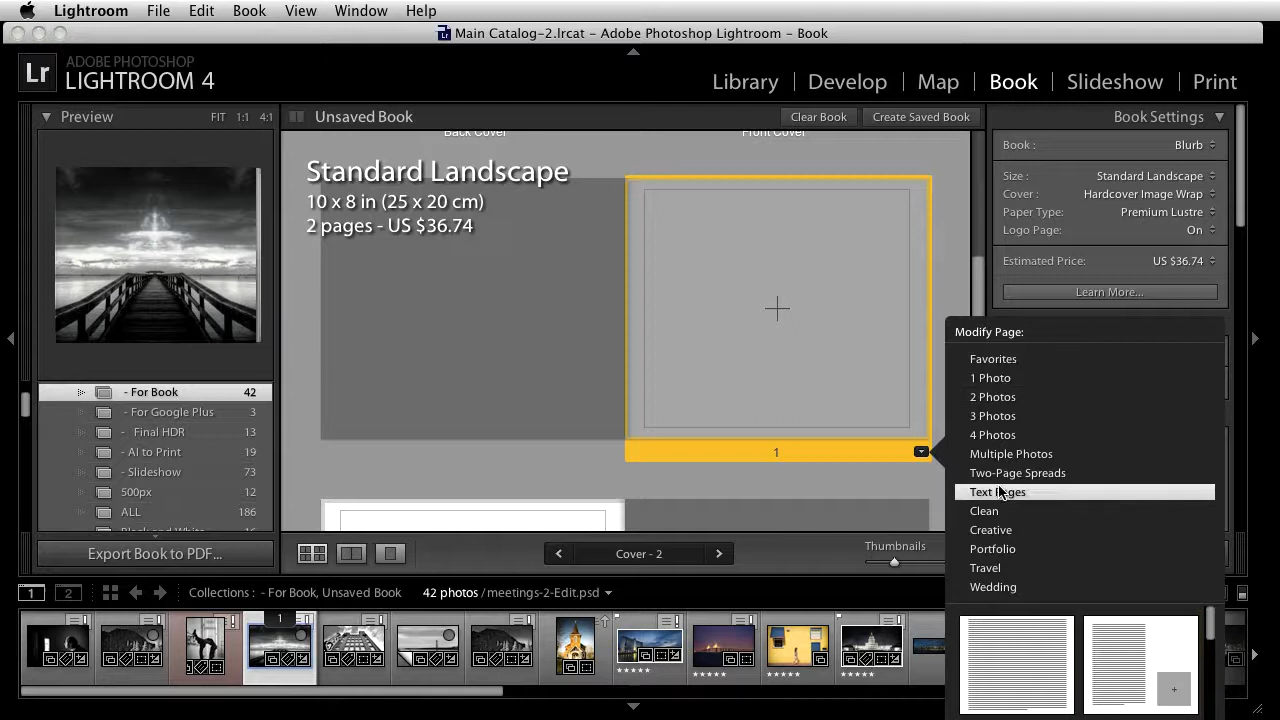 Lightroom File Edit Book View Window Help
Main Catalog-2.lrcat – Adobe Photoshop Lightroom – Book
Lr ADOBE PHOTOSHOP
LIGHTROOM 4
Library | Develop | Map | Book | Slideshow | Print
Preview FIT 1:1 4:1
Unsaved Book Clear Book Create Saved Book
Book Settings
Back Cover Front Cover
Standard Landscape
10 x 8 in (25 x 20 cm)
2 pages - US $36.74
1
Book : Blurb
Size : Standard Landscape
Cover : Hardcover Image Wrap
Paper Type: Premium Lustre
Logo Page: On
Estimated Price: US $36.74
Learn More...
- For Book 42
- For Google Plus 3
- Final HDR 13
- AI to Print 19
- Slideshow 73
500px 12
ALL 186
Black and White
Modify Page:
Favorites
1 Photo
2 Photos
3 Photos
4 Photos
Multiple Photos
Two-Page Spreads
Text Pages
Clean
Creative
Portfolio
Travel
Wedding
Export Book to PDF...
Cover - 2
Thumbnails
1 2 Collections : - For Book, Unsaved Book 42 photos / meetings-2-Edit.psd
1